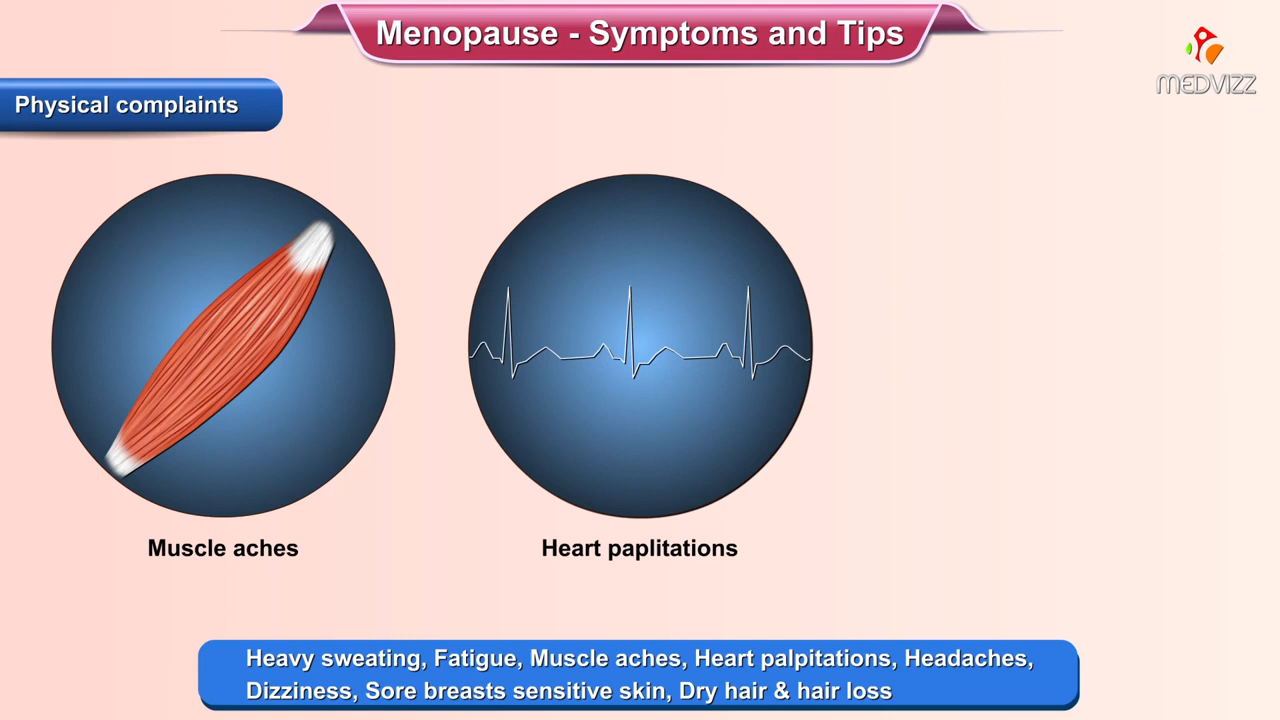 Menopause - Symptoms and Tips
MEDVIZZ
Physical complaints
Muscle aches
Heart paplitations
Heavy sweating, Fatigue, Muscle aches, Heart palpitations, Headaches,
Dizziness, Sore breasts sensitive skin, Dry hair & hair loss